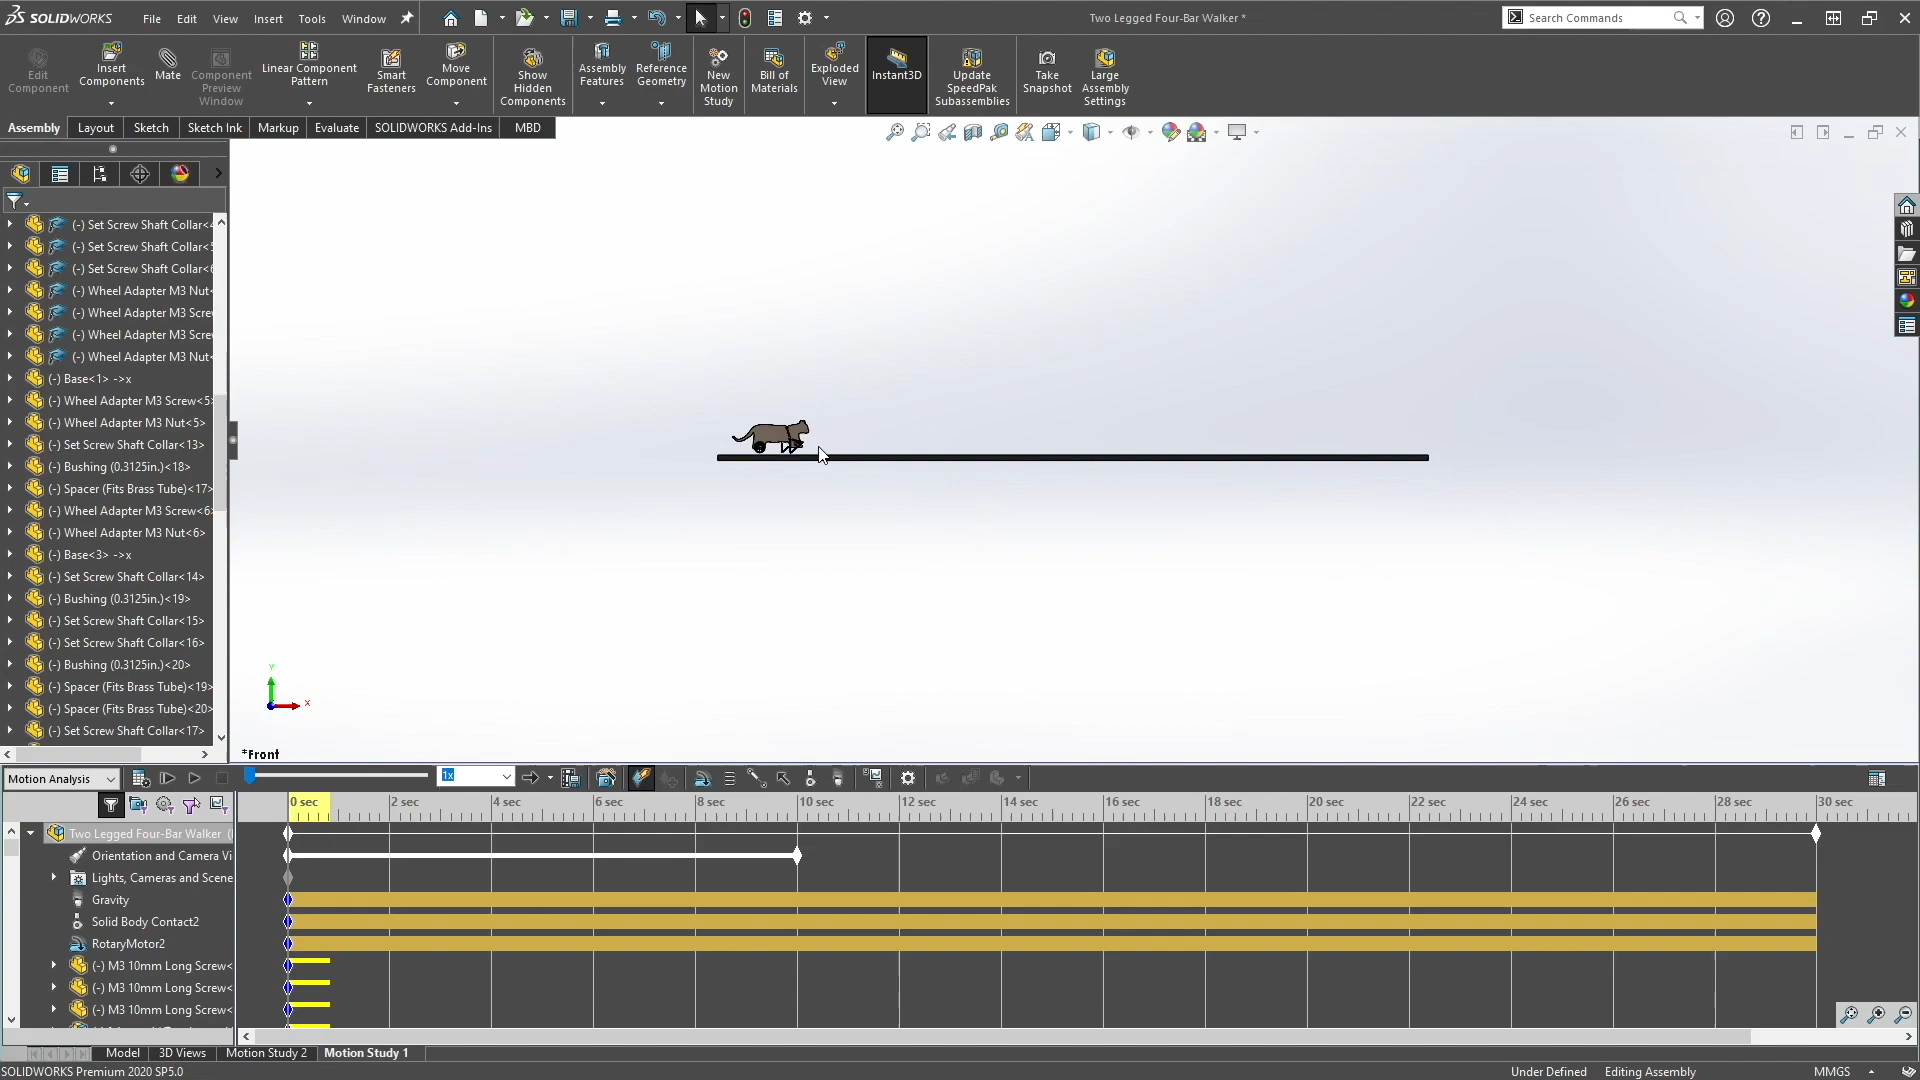 SOLIDWORKS File Edit View Insert Tools Window
Two Legged Four-Bar Walker *
Search Commands
Edit Component
Insert Components
Mate
Component Preview Window
Linear Component Pattern
Smart Fasteners
Move Component
Show Hidden Components
Assembly Features
Reference Geometry
New Motion Study
Bill of Materials
Exploded View
Instant3D
Update SpeedPak Subassemblies
Take Snapshot
Large Assembly Settings
Assembly Layout Sketch Sketch Ink Markup Evaluate SOLIDWORKS Add-Ins MBD
(-) Set Screw Shaft Collar<4
(-) Set Screw Shaft Collar<5
(-) Set Screw Shaft Collar<6
(-) Wheel Adapter M3 Nut<
(-) Wheel Adapter M3 Scre
(-) Wheel Adapter M3 Scre
(-) Wheel Adapter M3 Nut<
(-) Base<1> ->x
(-) Wheel Adapter M3 Screw<5>
(-) Wheel Adapter M3 Nut<5>
(-) Set Screw Shaft Collar<13>
(-) Bushing (0.3125in.)<18>
(-) Spacer (Fits Brass Tube)<17>
(-) Wheel Adapter M3 Screw<6>
(-) Wheel Adapter M3 Nut<6>
(-) Base<3> ->x
(-) Set Screw Shaft Collar<14>
(-) Bushing (0.3125in.)<19>
(-) Set Screw Shaft Collar<15>
(-) Set Screw Shaft Collar<16>
(-) Bushing (0.3125in.)<20>
(-) Spacer (Fits Brass Tube)<19>
(-) Spacer (Fits Brass Tube)<20>
(-) Set Screw Shaft Collar<17>
Y
X
*Front
Motion Analysis
1x
0 sec 2 sec 4 sec 6 sec 8 sec 10 sec 12 sec 14 sec 16 sec 18 sec 20 sec 22 sec 24 sec 26 sec 28 sec 30 sec
Two Legged Four-Bar Walker (
Orientation and Camera Vi
Lights, Cameras and Scene
Gravity
Solid Body Contact2
RotaryMotor2
(-) M3 10mm Long Screw<
(-) M3 10mm Long Screw<
(-) M3 10mm Long Screw<
Model 3D Views Motion Study 2 Motion Study 1
SOLIDWORKS Premium 2020 SP5.0
Under Defined Editing Assembly MMGS